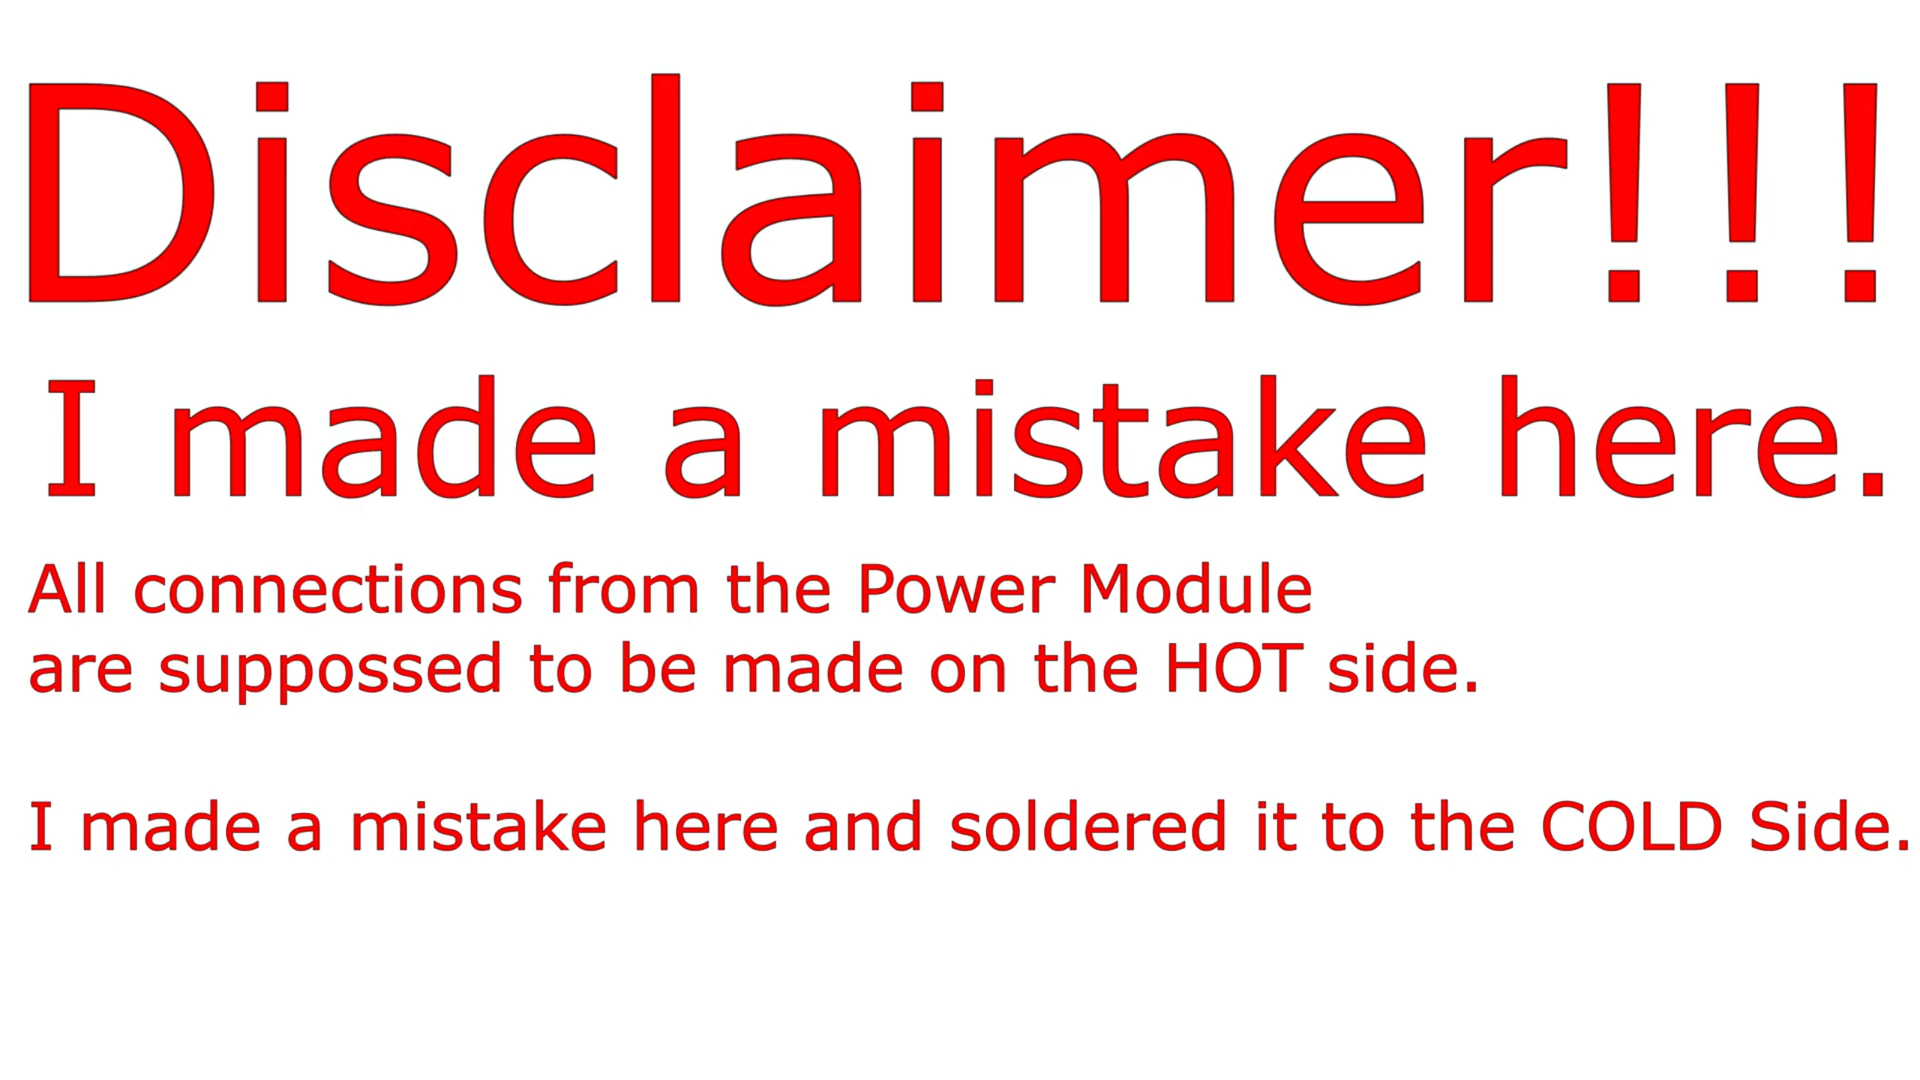 Disclaimer!!!
I made a mistake here.
All connections from the Power Module
are suppossed to be made on the HOT side.
I made a mistake here and soldered it to the COLD Side.